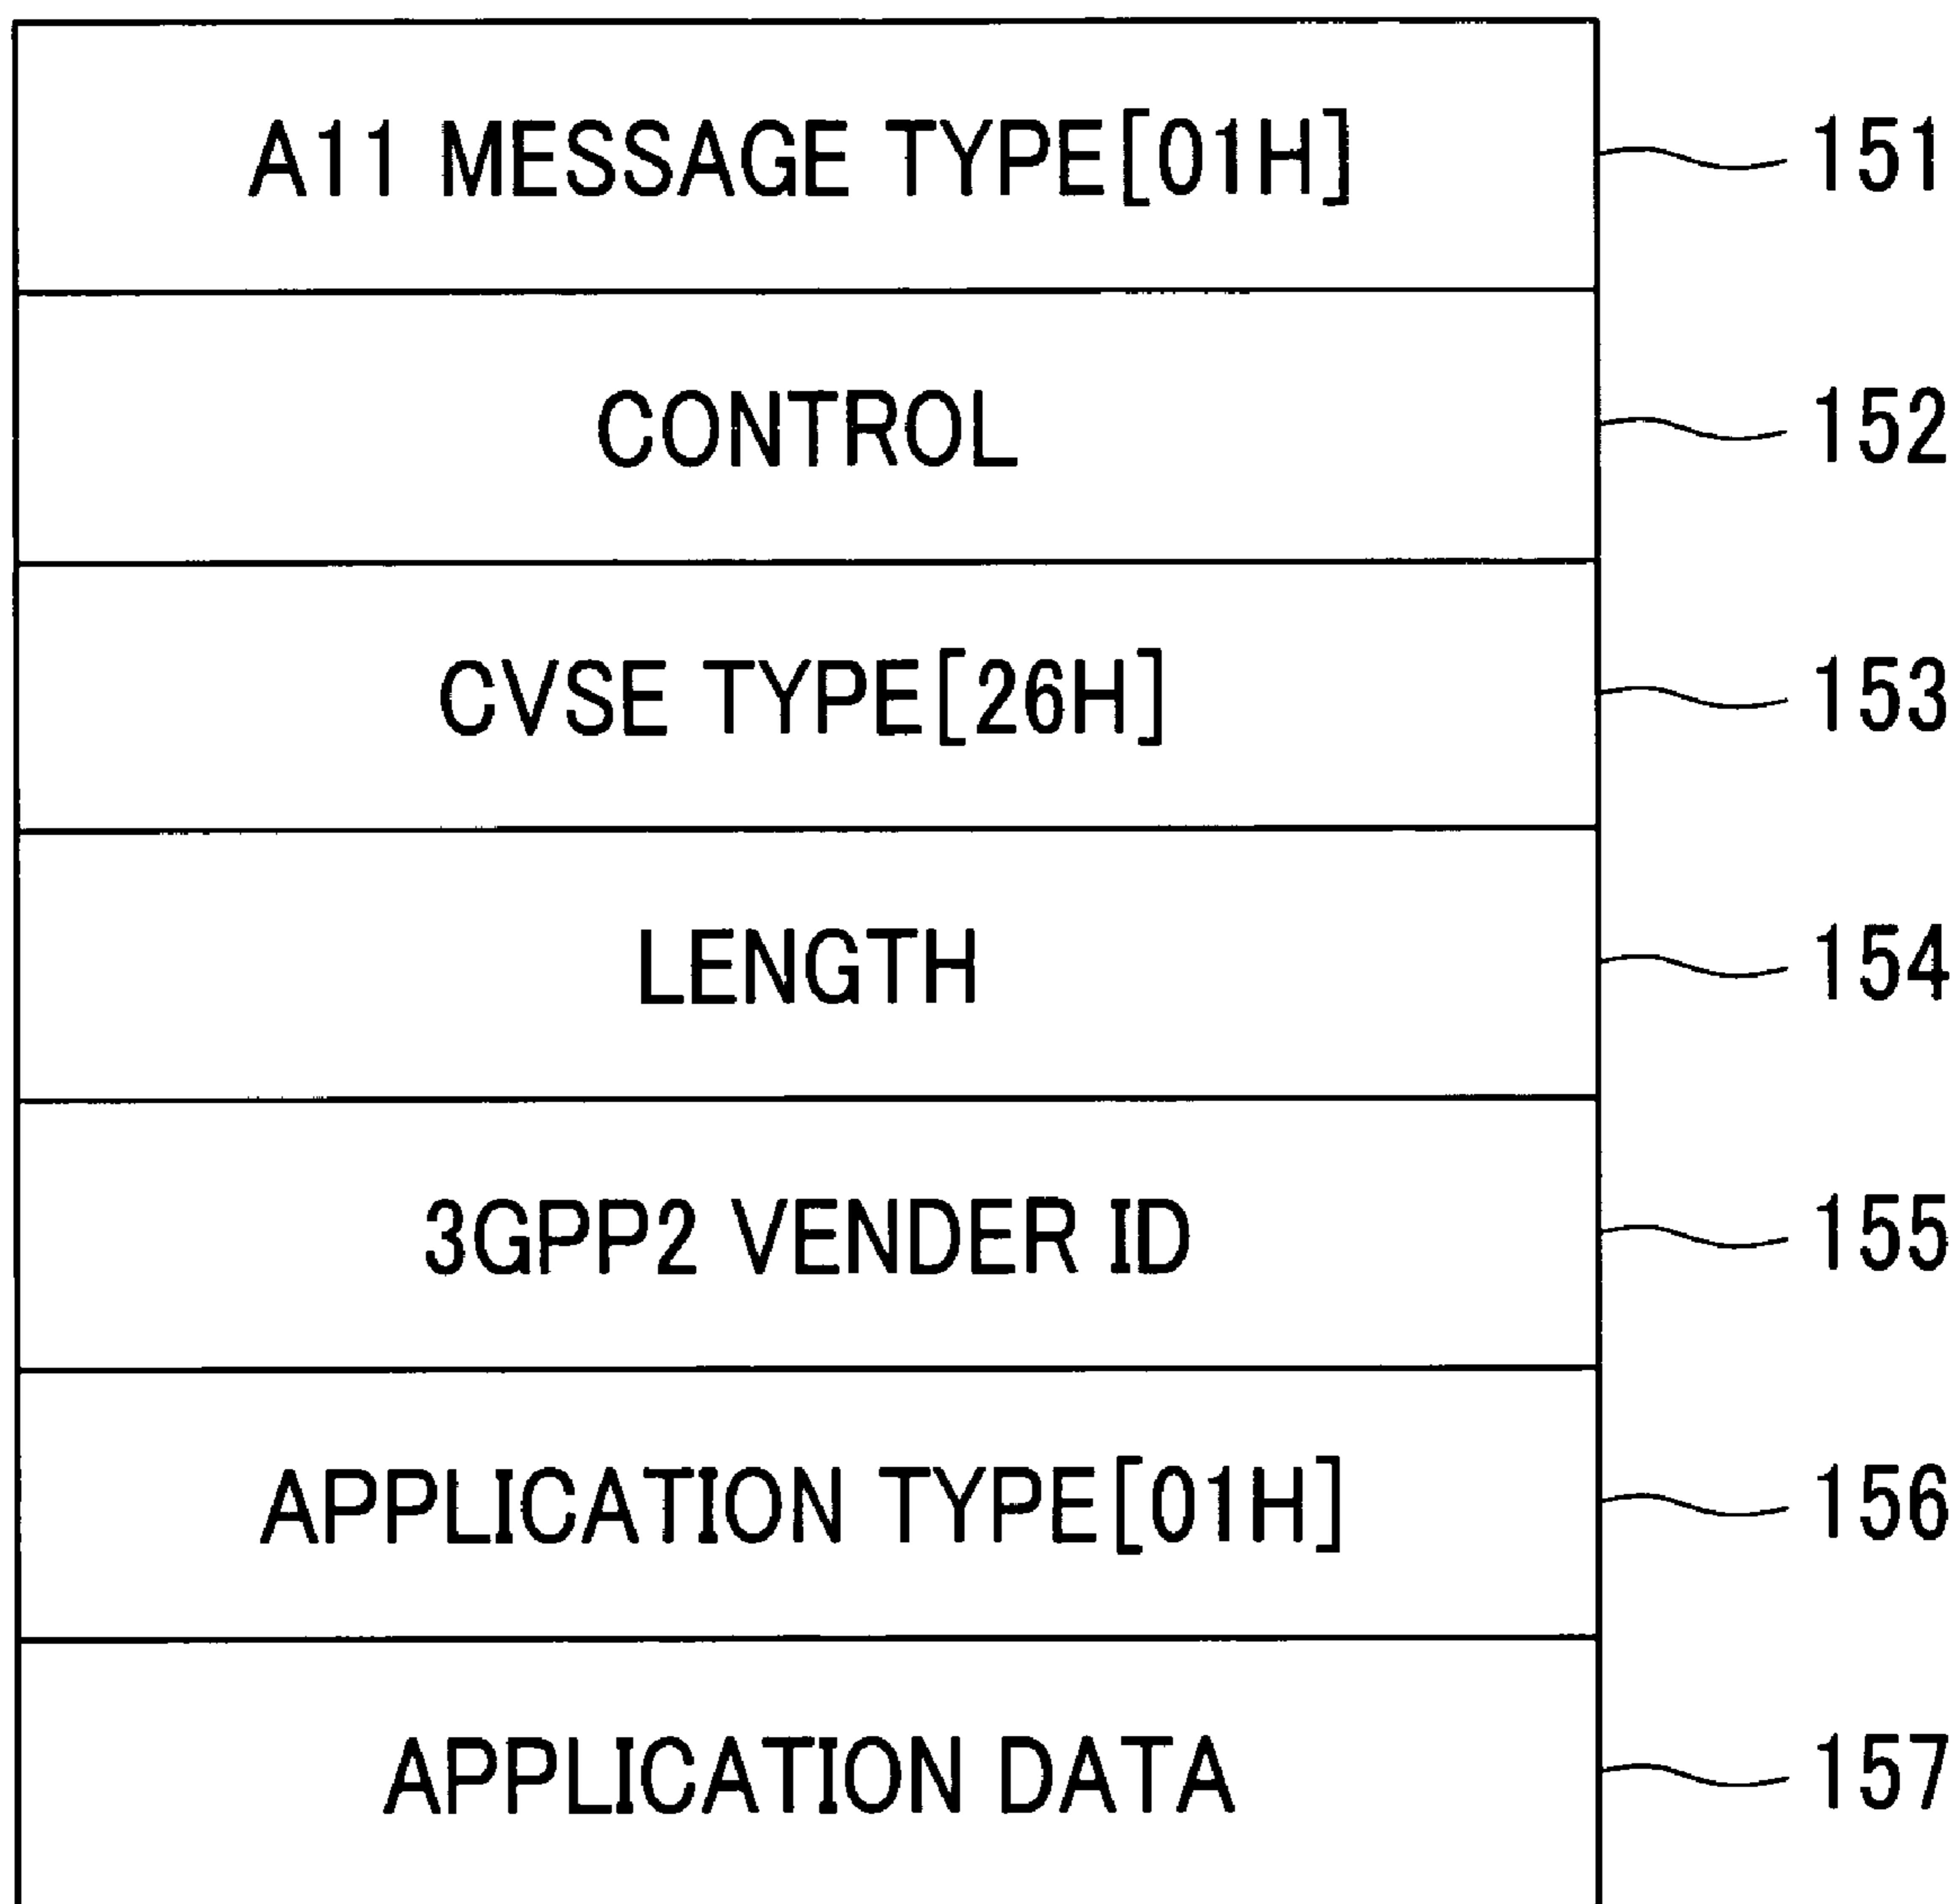 A11 MESSAGE TYPE[01H] 151
CONTROL 152
CVSE TYPE[26H] 153
LENGTH 154
3GPP2 VENDER ID 155
APPLICATION TYPE[01H] 156
APPLICATION DATA 157